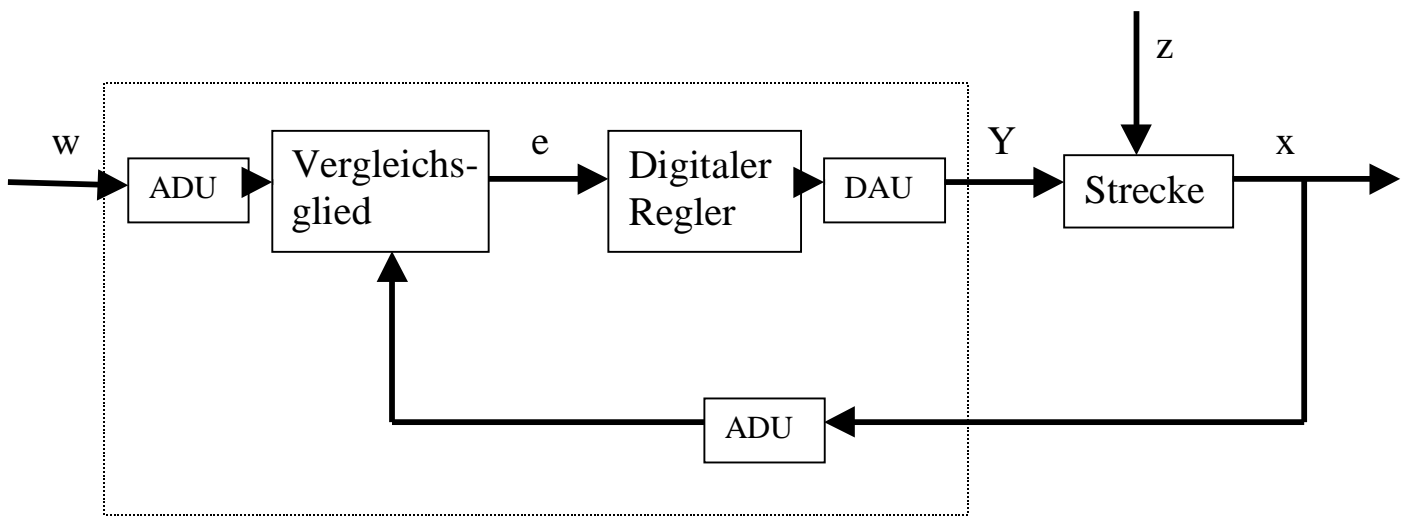 z
w
ADU
Vergleichs-
glied
e
Digitaler
Regler
DAU
Y
Strecke
x
ADU